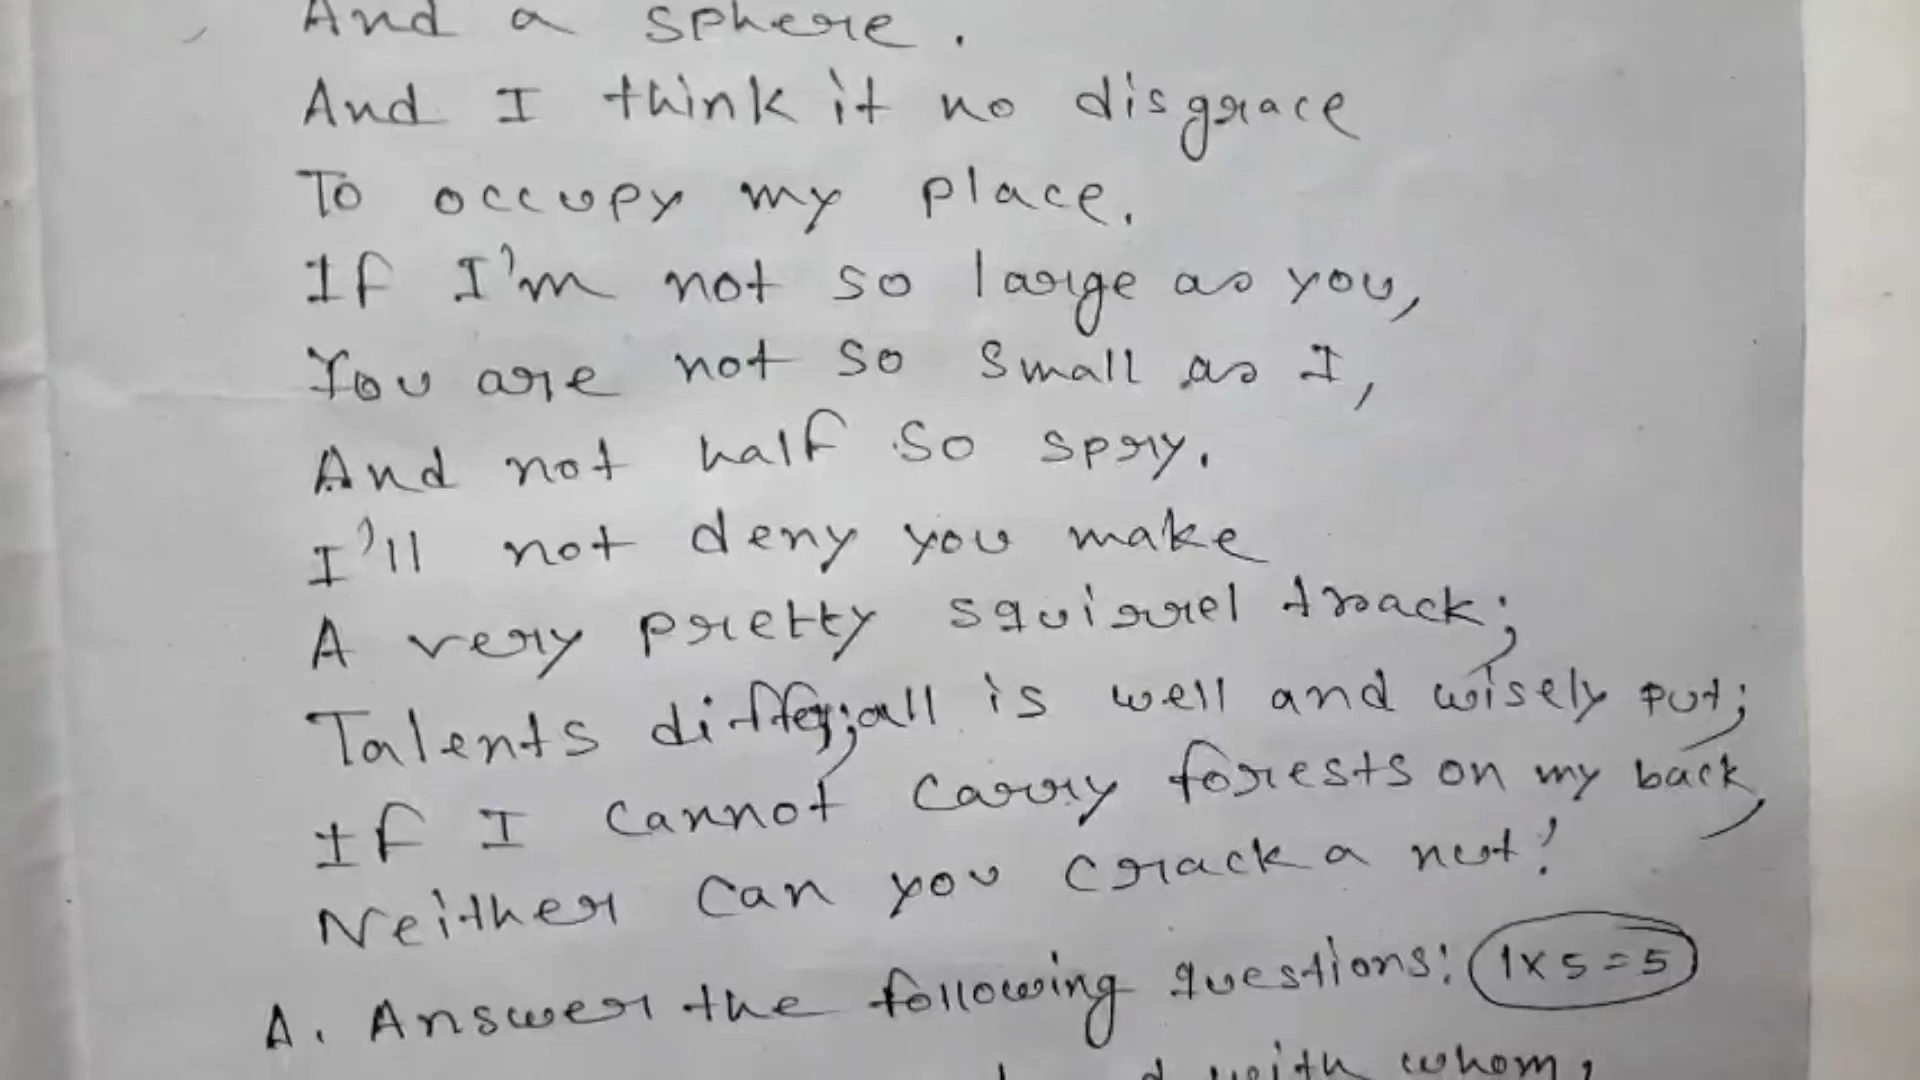 And a sphere.
And I think it no disgrace
To occupy my place.
If I'm not so large as you,
You are not so small as I,
And not half so spry.
I'll not deny you make
A very pretty squirrel track;
Talents differ; all is well and wisely put;
If I cannot carry forests on my back,
Neither can you crack a nut!
A. Answer the following questions: 1x5=5
with whom,